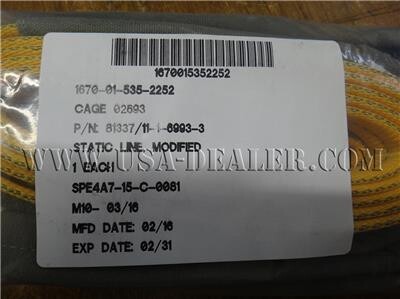 1670015352252
1670-01-535-2252
CAGE 02693
P/N: 81337/11-1-6993-3
STATIC LINE, MODIFIED
WWW.USA-DEALER.COM
1 EACH
SPE4A7-15-C-0081
M10- 03/16
MFD DATE: 02/16
EXP DATE: 02/31